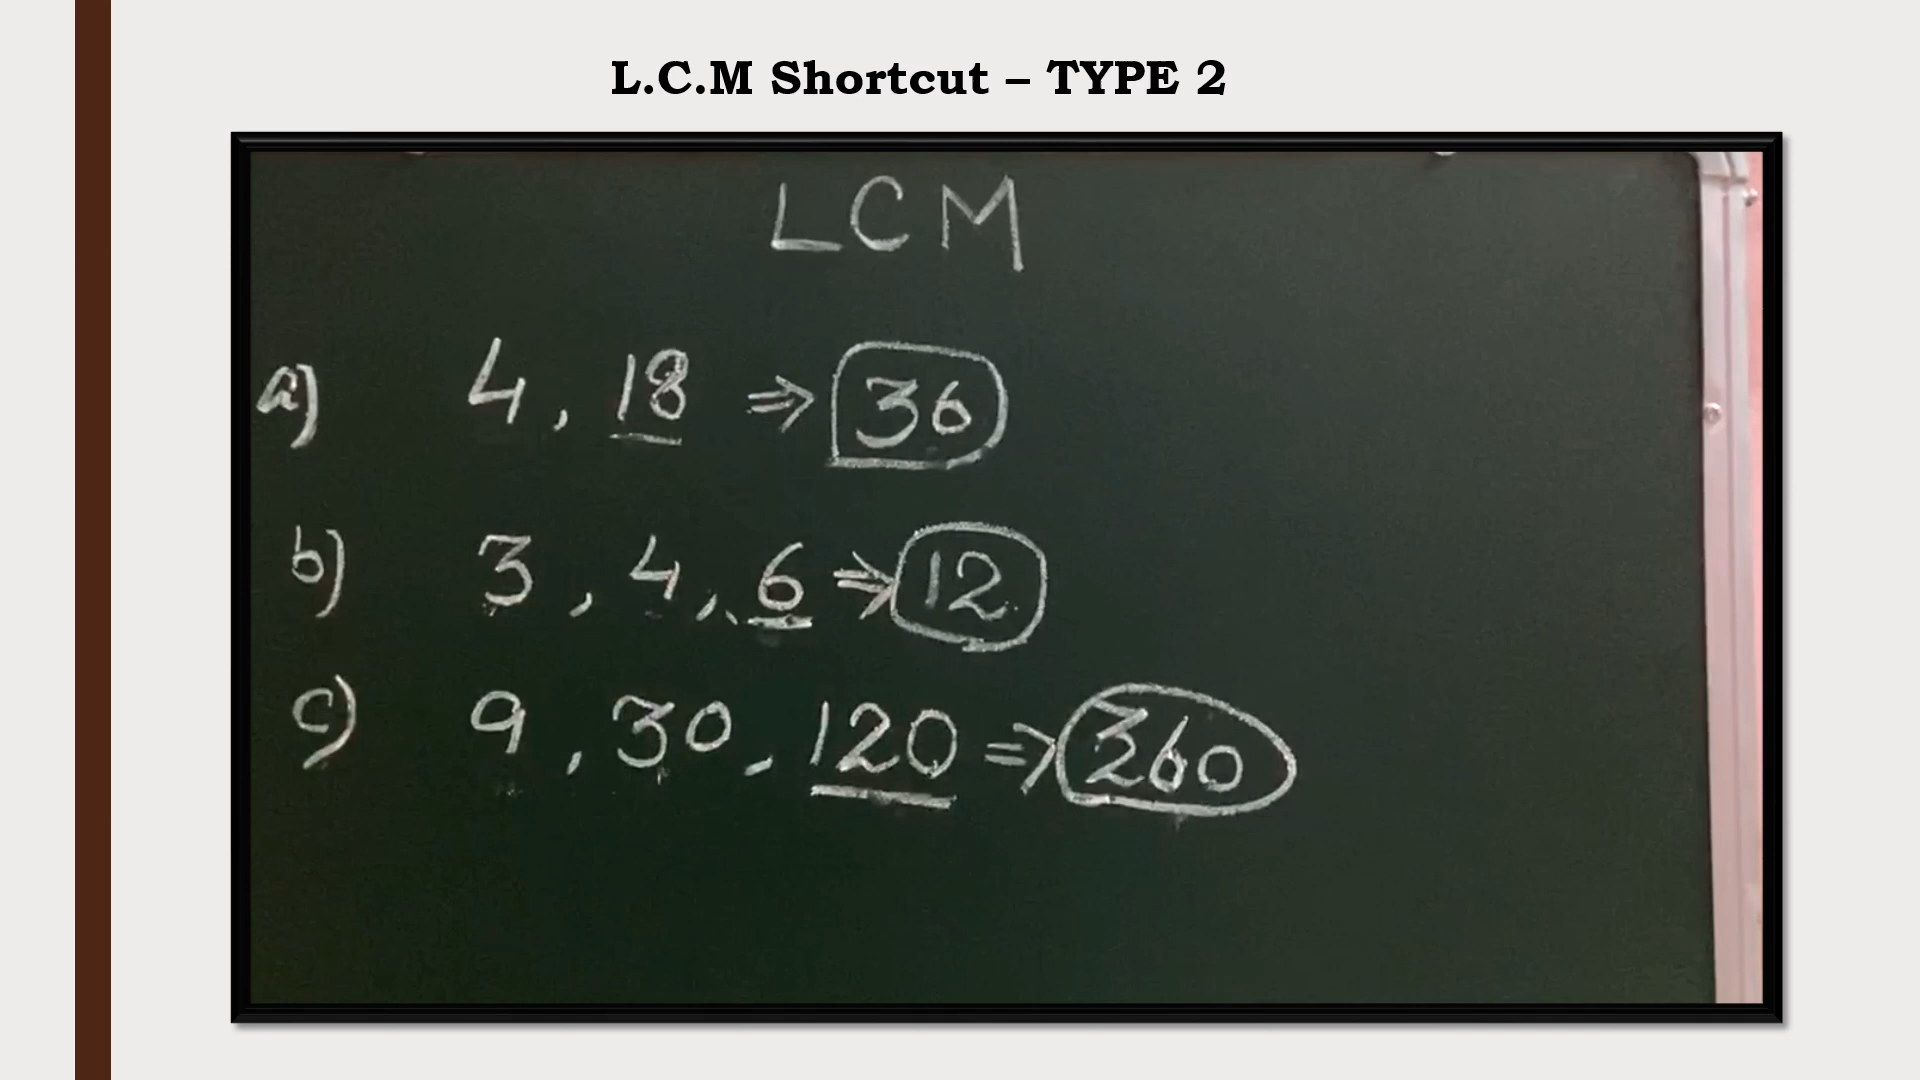 L.C.M Shortcut – TYPE 2
LCM
a) 4, 18 ⇒ 36
b) 3, 4, 6 ⇒ 12
c) 9, 30, 120 ⇒ 360